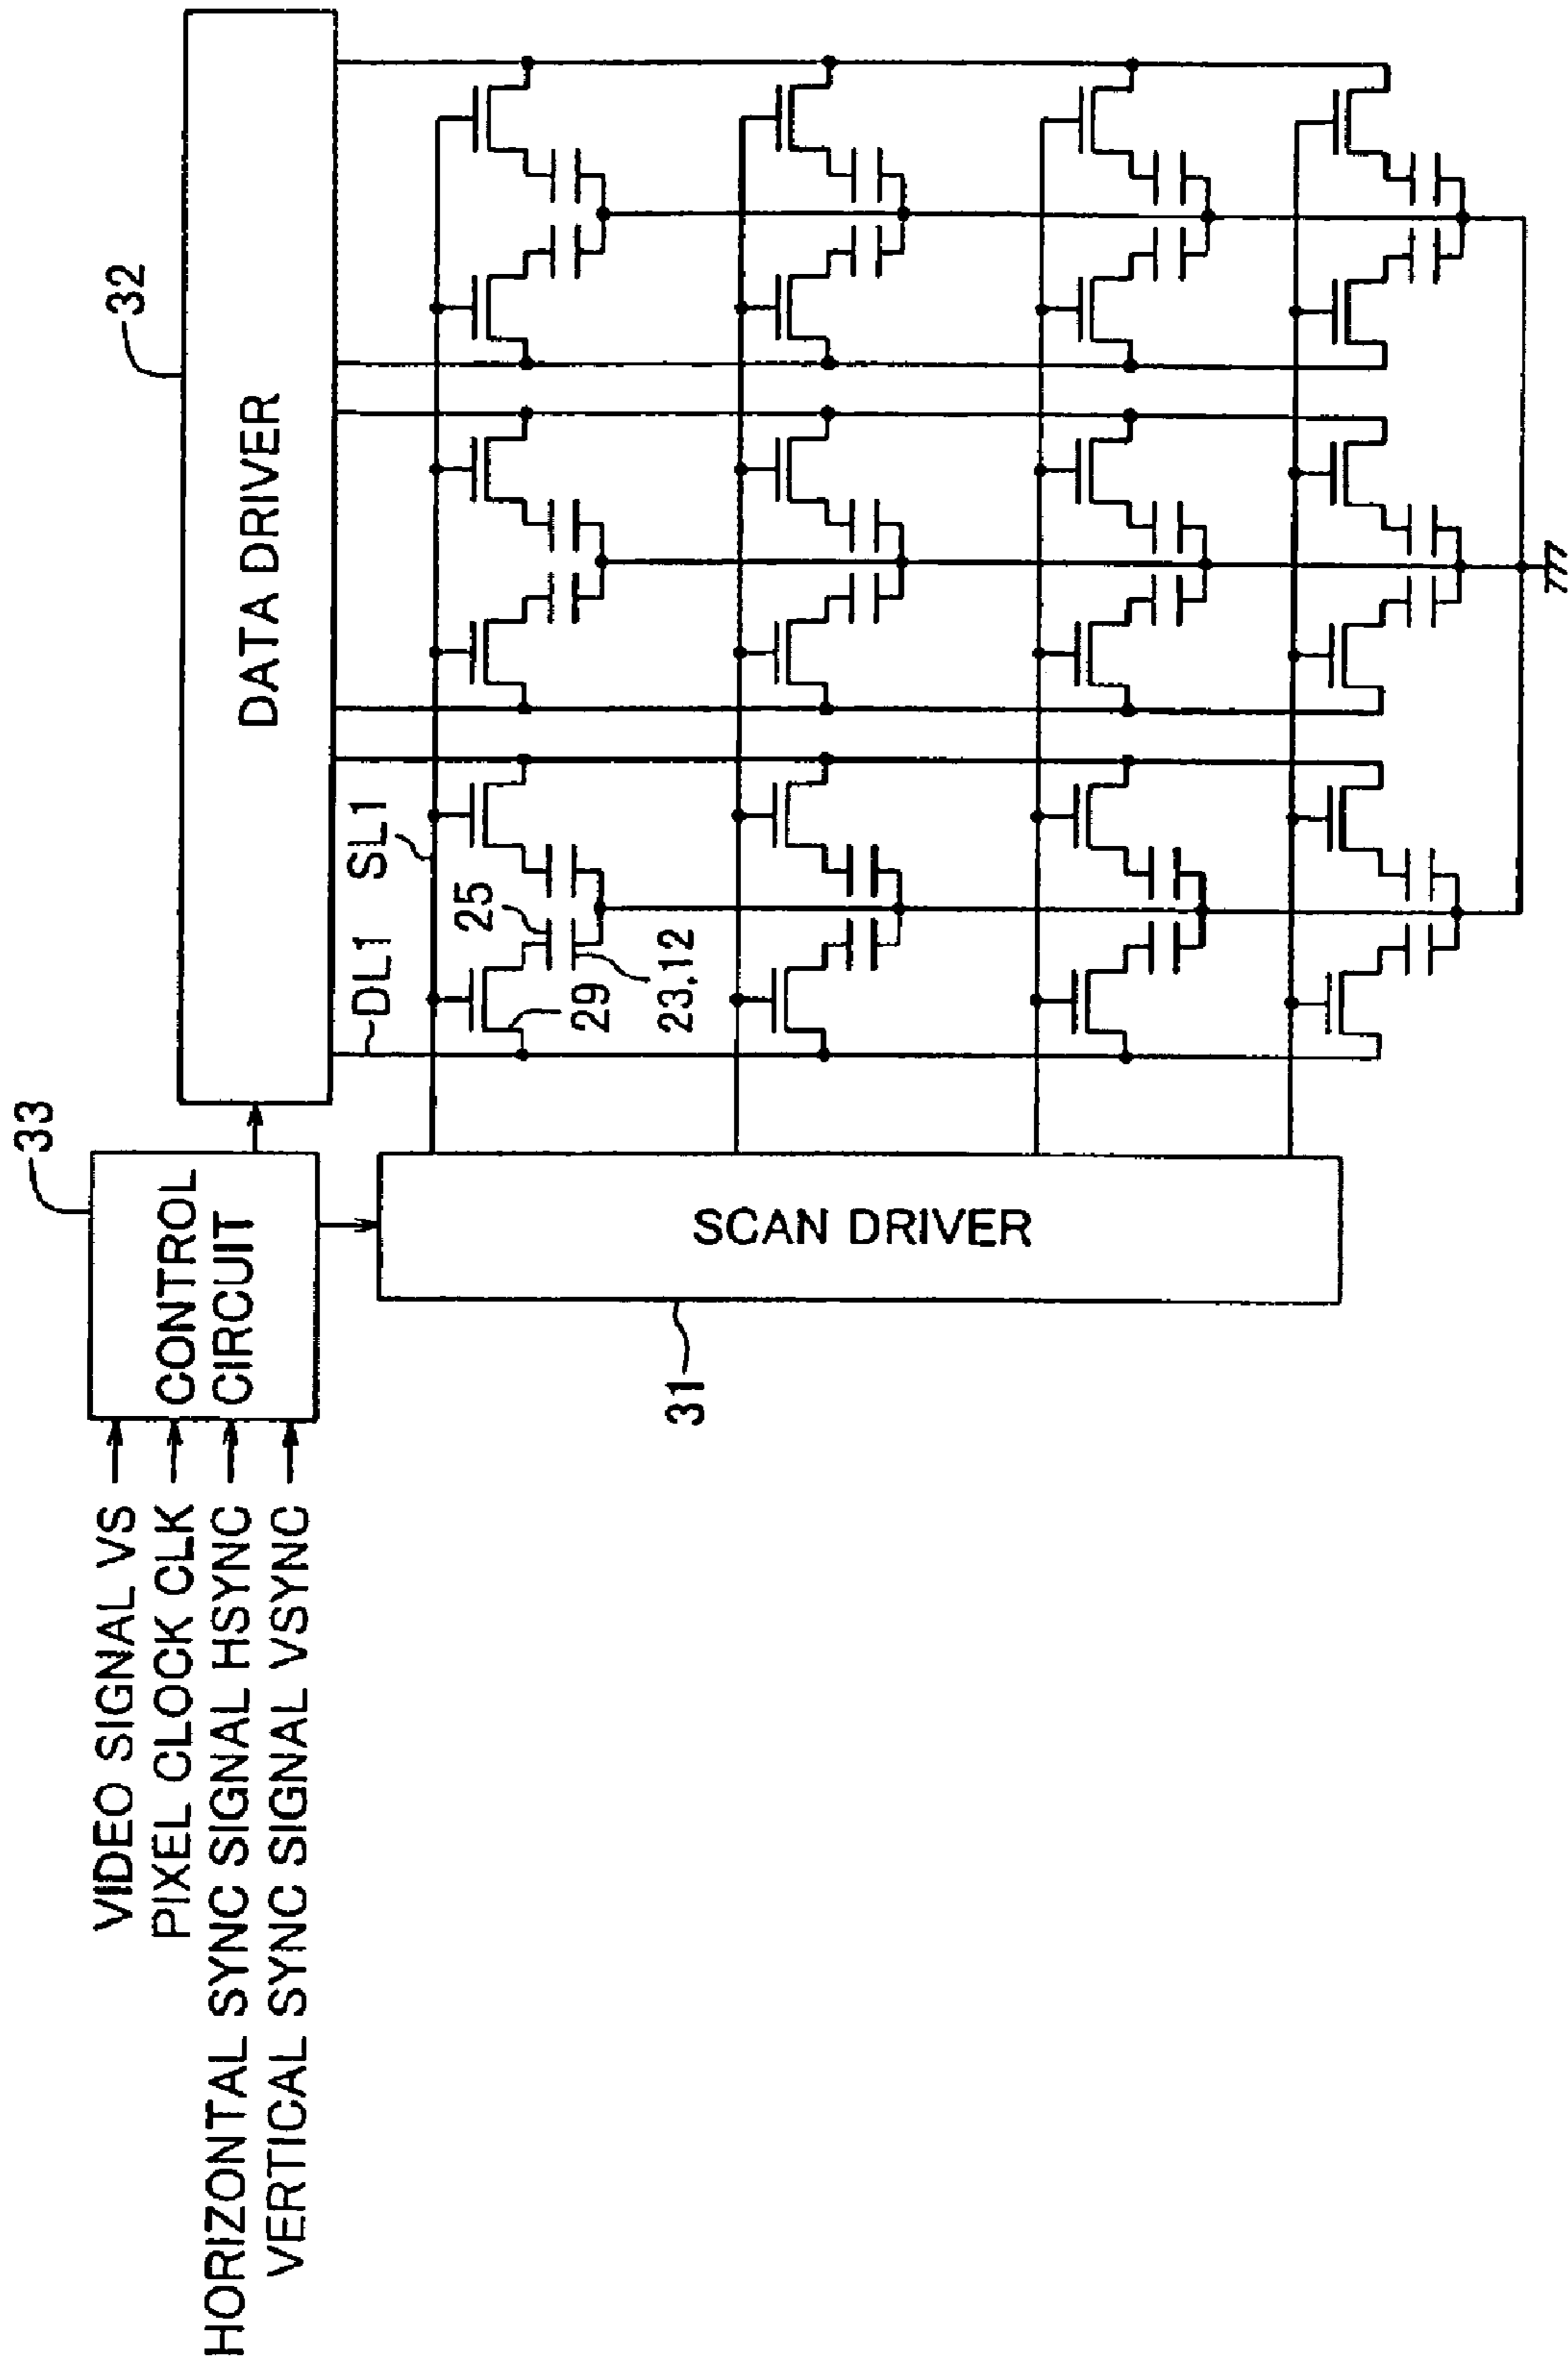 33
32
VIDEO SIGNAL VS
PIXEL CLOCK CLK
HORIZONTAL SYNC SIGNAL HSYNC
VERTICAL SYNC SIGNAL VSYNC
CONTROL
CIRCUIT
DATA DRIVER
DL1
SL1
25
29
23,12
SCAN DRIVER
31